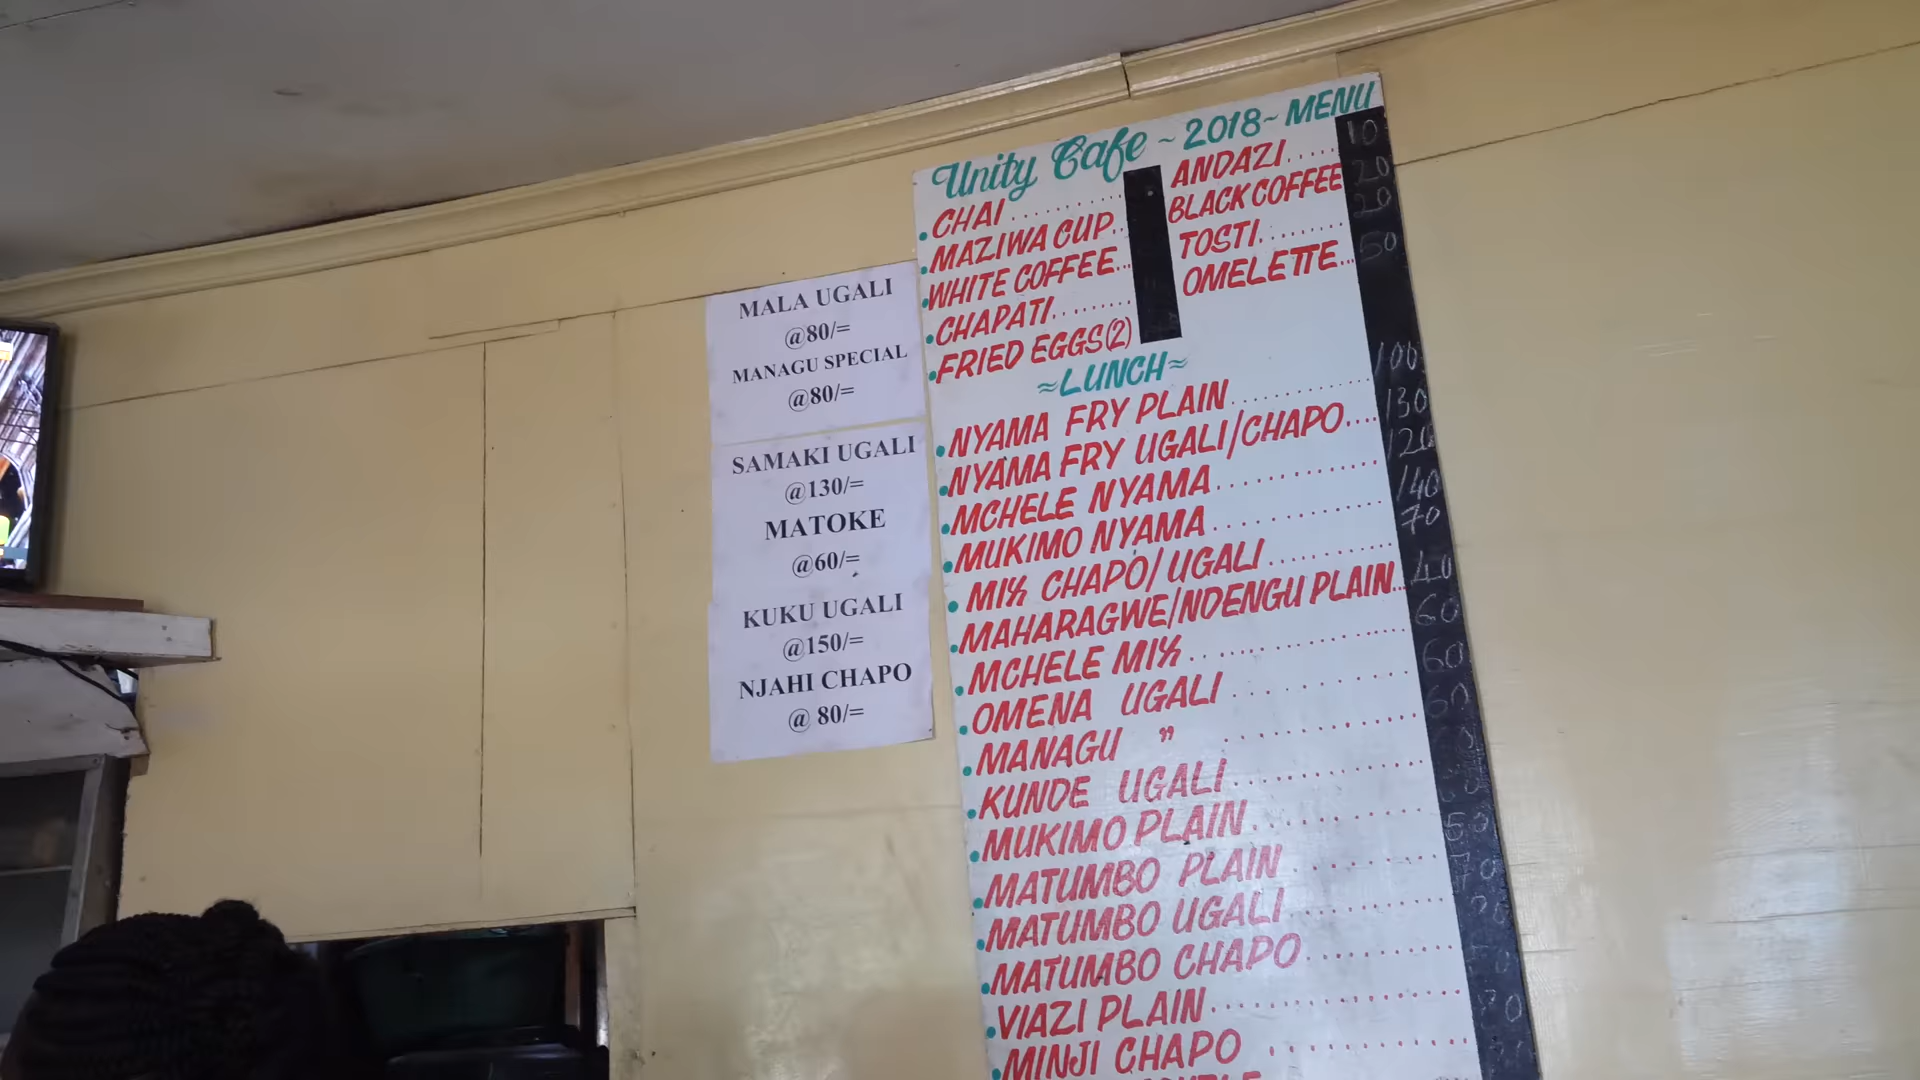 MALA UGALI
@80/=
MANAGU SPECIAL
@80/=
SAMAKI UGALI
@130/=
MATOKE
@60/=
KUKU UGALI
@150/=
NJAHI CHAPO
@ 80/=
Unity Cafe ~ 2018 ~ MENU
CHAI
MAZIWA CUP
WHITE COFFEE
CHAPATI
FRIED EGGS (2)
ANDAZI 10
BLACK COFFEE 20
TOSTI 20
OMELETTE 50
≈LUNCH≈
NYAMA FRY PLAIN 100
NYAMA FRY UGALI/CHAPO 130
MCHELE NYAMA 120
MUKIMO NYAMA 140
MIX CHAPO/UGALI 70
MAHARAGWE/NDENGU PLAIN 40
MCHELE MIX 60
OMENA UGALI 60
MANAGU " 60
KUNDE UGALI
MUKIMO PLAIN
MATUMBO PLAIN
MATUMBO UGALI 70
MATUMBO CHAPO
VIAZI PLAIN
MINJI CHAPO